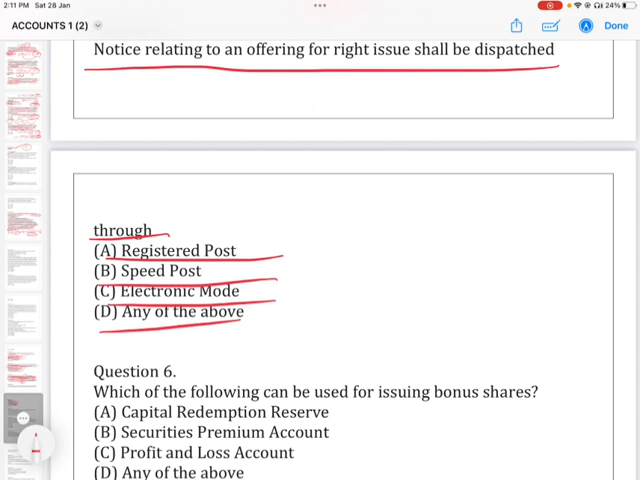 2:11 PM Sat 28 Jan
24%
ACCOUNTS 1 (2)
Done
Notice relating to an offering for right issue shall be dispatched
through
(A) Registered Post
(B) Speed Post
(C) Electronic Mode
(D) Any of the above
Question 6.
Which of the following can be used for issuing bonus shares?
(A) Capital Redemption Reserve
(B) Securities Premium Account
(C) Profit and Loss Account
(D) Any of the above